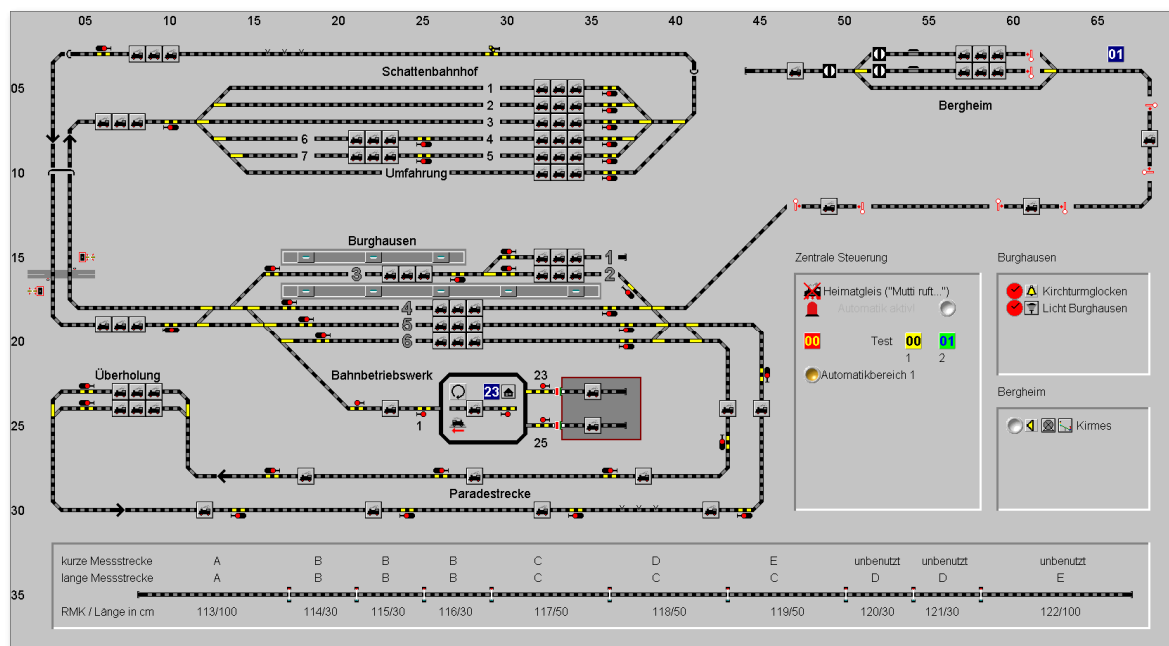 05 10 15 20 25 30 35 40 45 50 55 60 65
01
Schattenbahnhof
05
1
2
Bergheim
3
6 4
7 5
10
Umfahrung
Burghausen
15
1
3 2
Zentrale Steuerung
Burghausen
Heimatgleis ("Mutti ruft...")
Kirchturmglocken
4
Automatik aktiv!
Licht Burghausen
5
20
6
00 Test 00 01
1 2
Überholung
Bahnbetriebswerk
23
Automatikbereich 1
23
Bergheim
25
1
25
Kirmes
Paradestrecke
30
kurze Messstrecke A B B B C D E unbenutzt unbenutzt unbenutzt
lange Messstrecke A B B B C C C D D E
35
RMK / Länge in cm 113/100 114/30 115/30 116/30 117/50 118/50 119/50 120/30 121/30 122/100